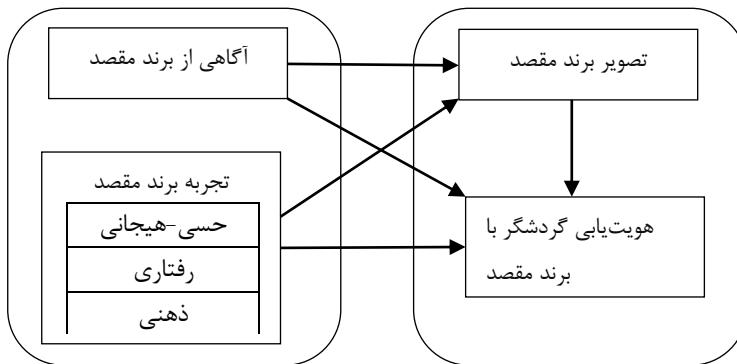 آگاهی از برند مقصد
تصویر برند مقصد
تجربه برند مقصد
حسی-هیجانی
رفتاری
ذهنی
هویت‌یابی گردشگر با
برند مقصد